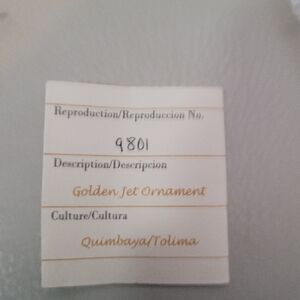 Reproduction/Reproduccion No.
9801
Description/Descripcion
Golden Jet Ornament
Culture/Cultura
Quimbaya/Tolima